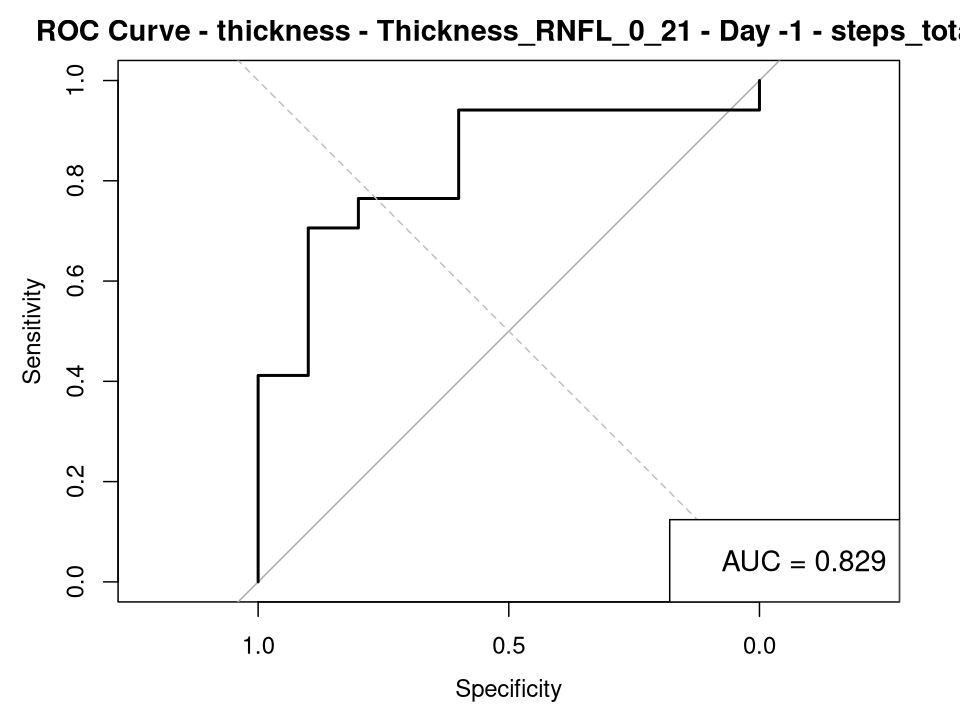 ROC Curve - thickness - Thickness_RNFL_0_21 - Day -1 - steps_tota
1.0
0.8
0.6
0.4
0.2
0.0
Sensitivity
AUC = 0.829
1.0 0.5 0.0
Specificity